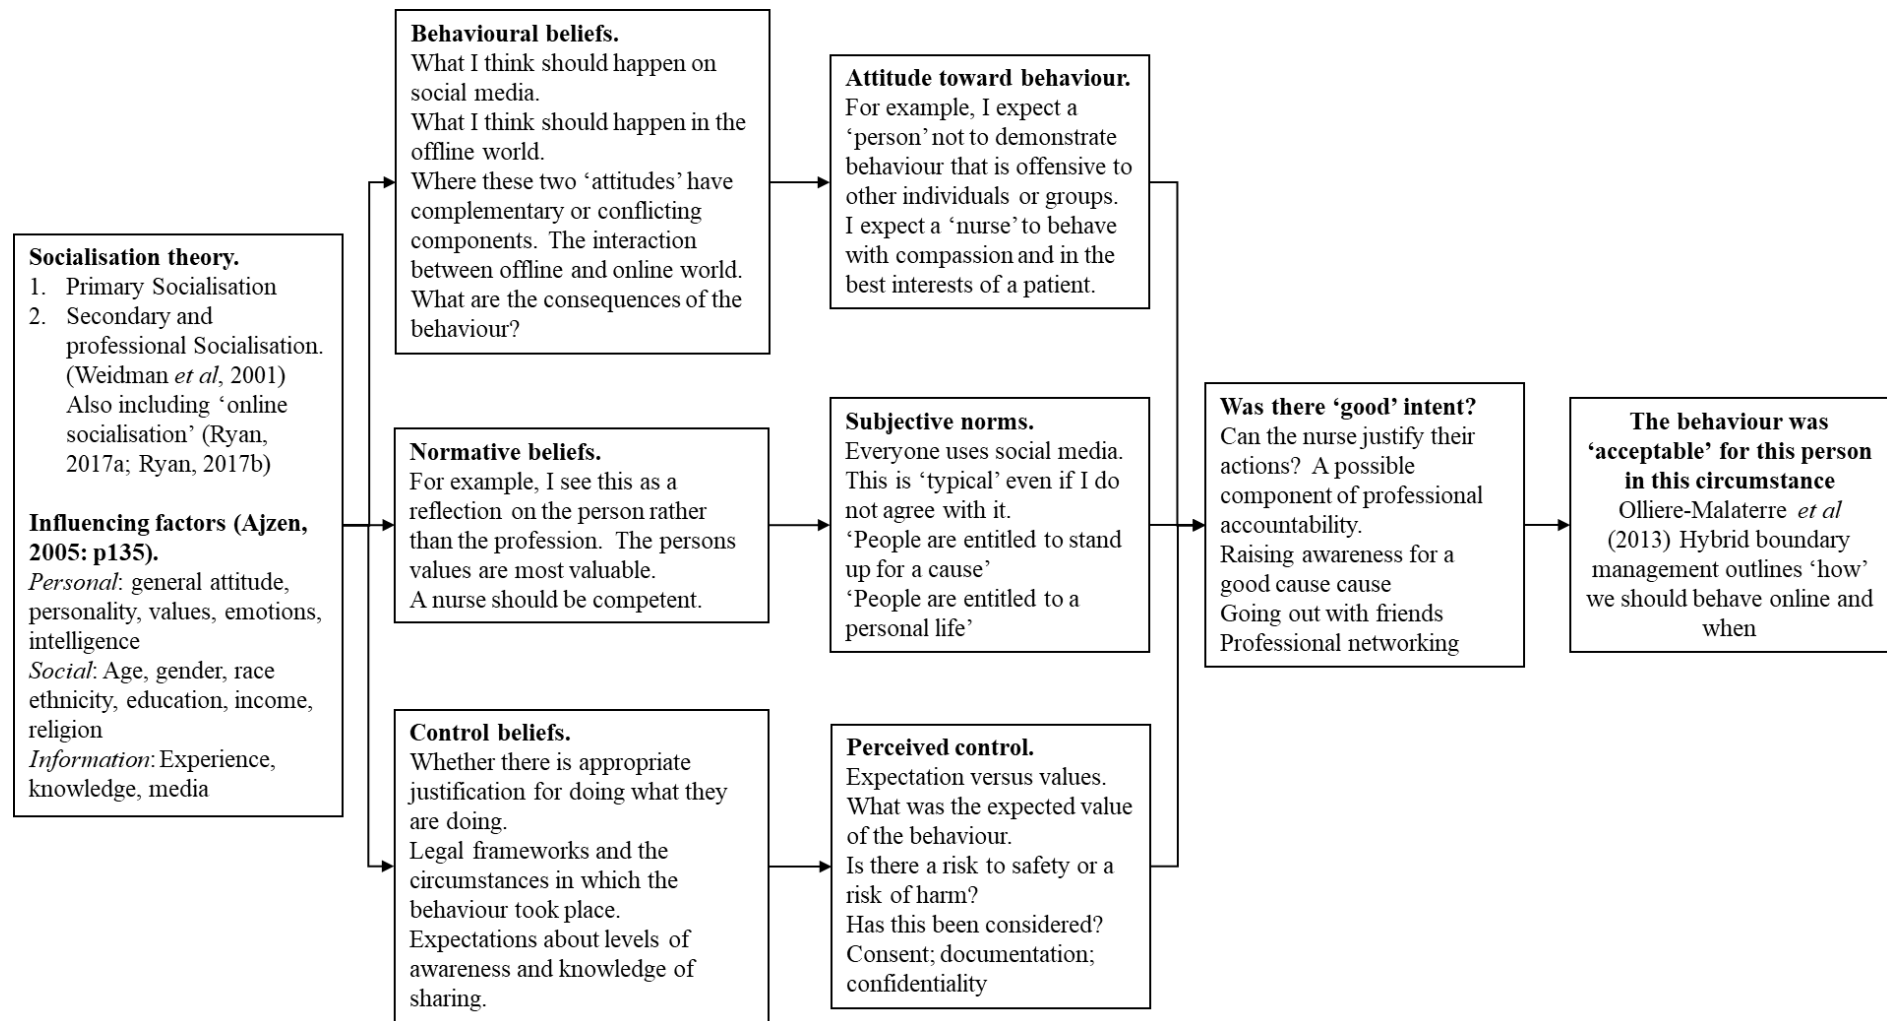 Socialisation theory.
1. Primary Socialisation
2. Secondary and
professional Socialisation.
(Weidman et al, 2001)
Also including ‘online
socialisation’ (Ryan,
2017a; Ryan, 2017b)
Influencing factors (Ajzen,
2005: p135).
Personal: general attitude,
personality, values, emotions,
intelligence
Social: Age, gender, race
ethnicity, education, income,
religion
Information: Experience,
knowledge, media
Behavioural beliefs.
What I think should happen on
social media.
What I think should happen in the
offline world.
Where these two ‘attitudes’ have
complementary or conflicting
components. The interaction
between offline and online world.
What are the consequences of the
behaviour?
Normative beliefs.
For example, I see this as a
reflection on the person rather
than the profession. The persons
values are most valuable.
A nurse should be competent.
Control beliefs.
Whether there is appropriate
justification for doing what they
are doing.
Legal frameworks and the
circumstances in which the
behaviour took place.
Expectations about levels of
awareness and knowledge of
sharing.
Attitude toward behaviour.
For example, I expect a
‘person’ not to demonstrate
behaviour that is offensive to
other individuals or groups.
I expect a ‘nurse’ to behave
with compassion and in the
best interests of a patient.
Subjective norms.
Everyone uses social media.
This is ‘typical’ even if I do
not agree with it.
‘People are entitled to stand
up for a cause’
‘People are entitled to a
personal life’
Perceived control.
Expectation versus values.
What was the expected value
of the behaviour.
Is there a risk to safety or a
risk of harm?
Has this been considered?
Consent; documentation;
confidentiality
Was there ‘good’ intent?
Can the nurse justify their
actions? A possible
component of professional
accountability.
Raising awareness for a
good cause cause
Going out with friends
Professional networking
The behaviour was
‘acceptable’ for this person
in this circumstance
Olliere-Malaterre et al
(2013) Hybrid boundary
management outlines ‘how’
we should behave online and
when